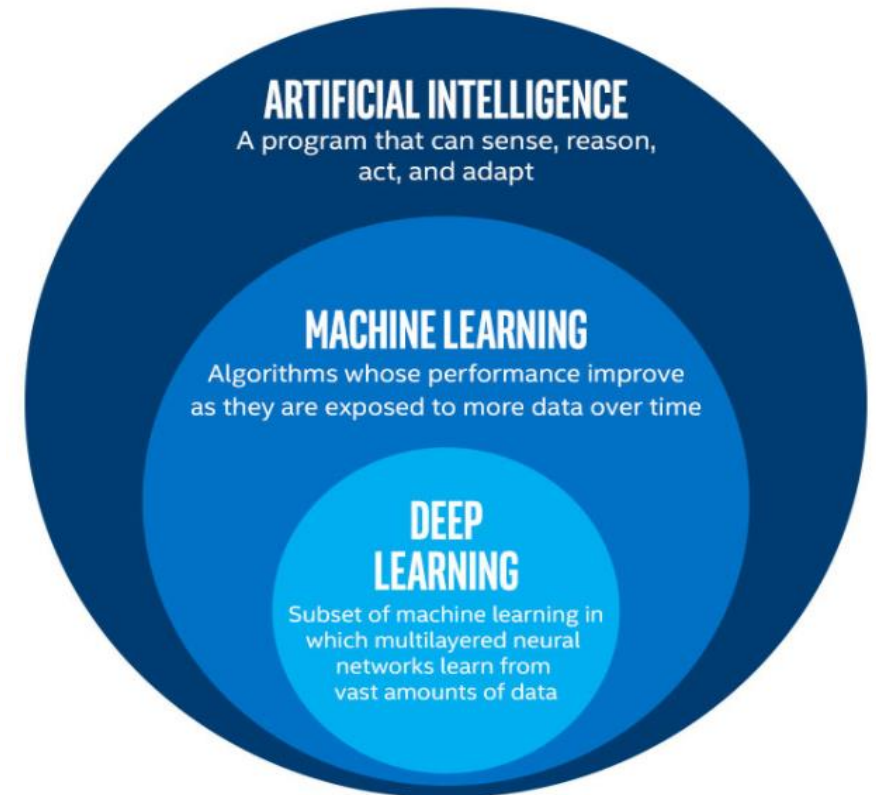 ARTIFICIAL INTELLIGENCE
A program that can sense, reason,
act, and adapt
MACHINE LEARNING
Algorithms whose performance improve
as they are exposed to more data over time
DEEP
LEARNING
Subset of machine learning in
which multilayered neural
networks learn from
vast amounts of data